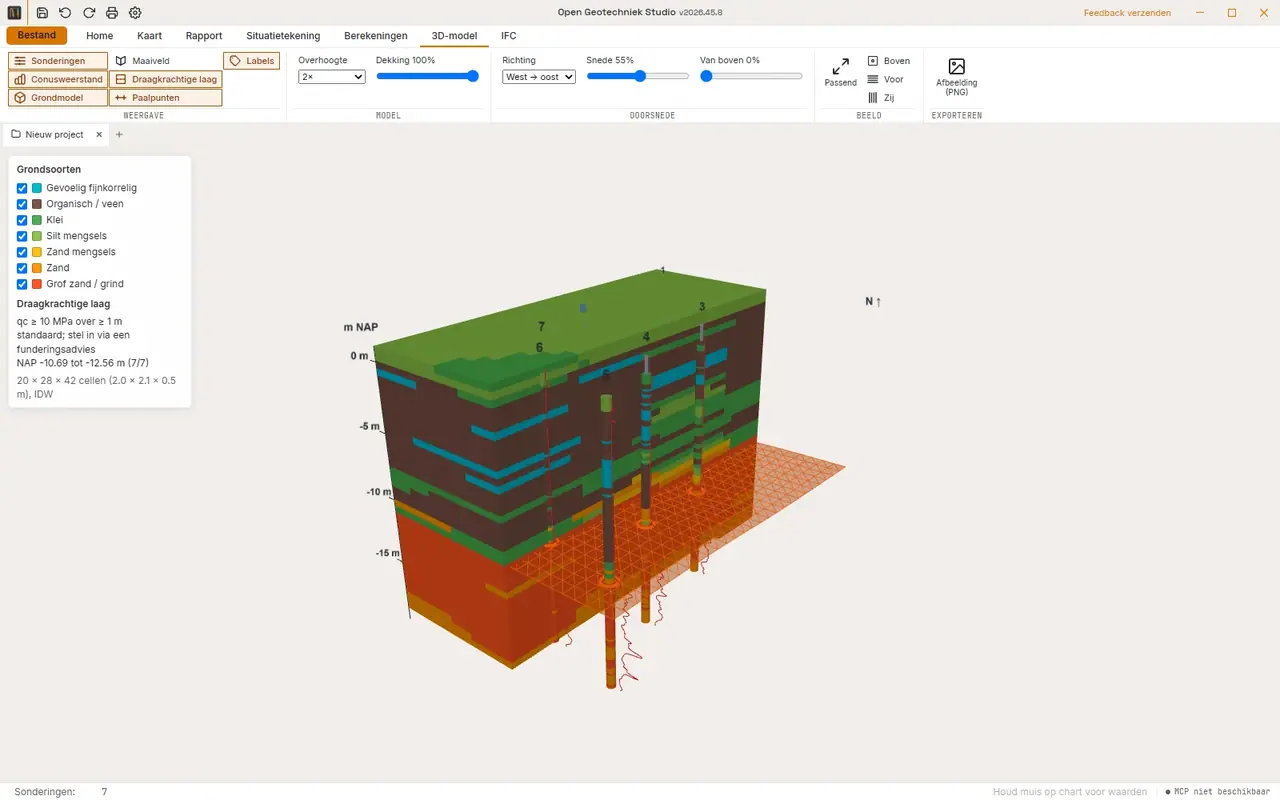 Open Geotechniek Studio v2026.45.8
Feedback verzenden
Bestand
Home
Kaart
Rapport
Situatietekening
Berekeningen
3D-model
IFC
Sonderingen
Maaiveld
Labels
Conusweerstand
Draagkrachtige laag
Grondmodel
Paalpunten
WEERGAVE
Overhoogte
2×
Dekking 100%
MODEL
Richting
West → oost
Snede 55%
Van boven 0%
DOORSNEDE
Passend
Boven
Voor
Zij
BEELD
Afbeelding
(PNG)
EXPORTEREN
Nieuw project × +
Grondsoorten
Gevoelig fijnkorrelig
Organisch / veen
Klei
Silt mengsels
Zand mengsels
Zand
Grof zand / grind
Draagkrachtige laag
qc ≥ 10 MPa over ≥ 1 m
standaard; stel in via een
funderingsadvies
NAP -10.69 tot -12.56 m (7/7)
20 × 28 × 42 cellen (2.0 × 2.1 × 0.5
m), IDW
1
N ↑
3
7
m NAP
4
6
0 m
-5 m
-10 m
-15 m
Sonderingen: 7
Houd muis op chart voor waarden
● MCP niet beschikbaar